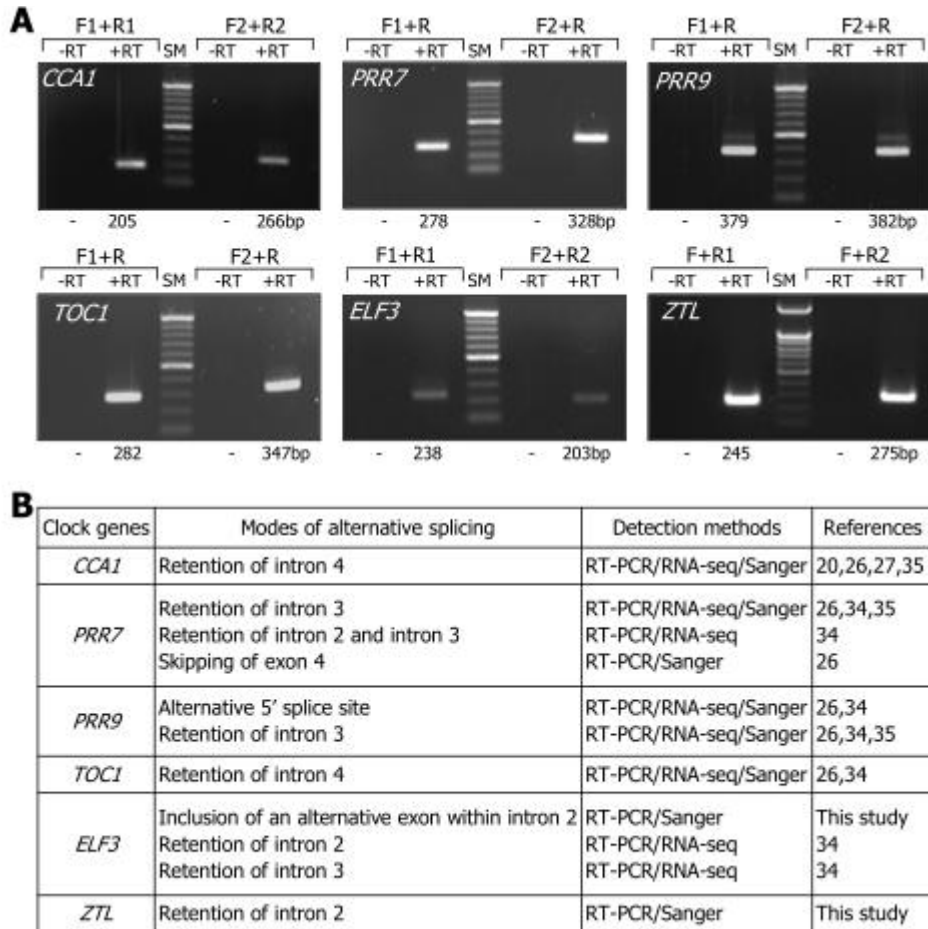 A
F1+R1 F2+R2 F1+R F2+R F1+R F2+R
-RT +RT SM -RT +RT -RT +RT SM -RT +RT -RT +RT SM -RT +RT
CCA1 PRR7 PRR9
- 205 - 266bp - 278 - 328bp - 379 - 382bp
F1+R F2+R F1+R1 F2+R2 F+R1 F+R2
-RT +RT SM -RT +RT -RT +RT SM -RT +RT -RT +RT SM -RT +RT
TOC1 ELF3 ZTL
- 282 - 347bp - 238 - 203bp - 245 - 275bp
B
Clock genes Modes of alternative splicing Detection methods References
CCA1 Retention of intron 4 RT-PCR/RNA-seq/Sanger 20,26,27,35
PRR7 Retention of intron 3 RT-PCR/RNA-seq/Sanger 26,34,35
Retention of intron 2 and intron 3 RT-PCR/RNA-seq 34
Skipping of exon 4 RT-PCR/Sanger 26
PRR9 Alternative 5′ splice site RT-PCR/RNA-seq/Sanger 26,34
Retention of intron 3 RT-PCR/RNA-seq/Sanger 26,34,35
TOC1 Retention of intron 4 RT-PCR/RNA-seq/Sanger 26,34
ELF3 Inclusion of an alternative exon within intron 2 RT-PCR/Sanger This study
Retention of intron 2 RT-PCR/RNA-seq 34
Retention of intron 3 RT-PCR/RNA-seq 34
ZTL Retention of intron 2 RT-PCR/Sanger This study